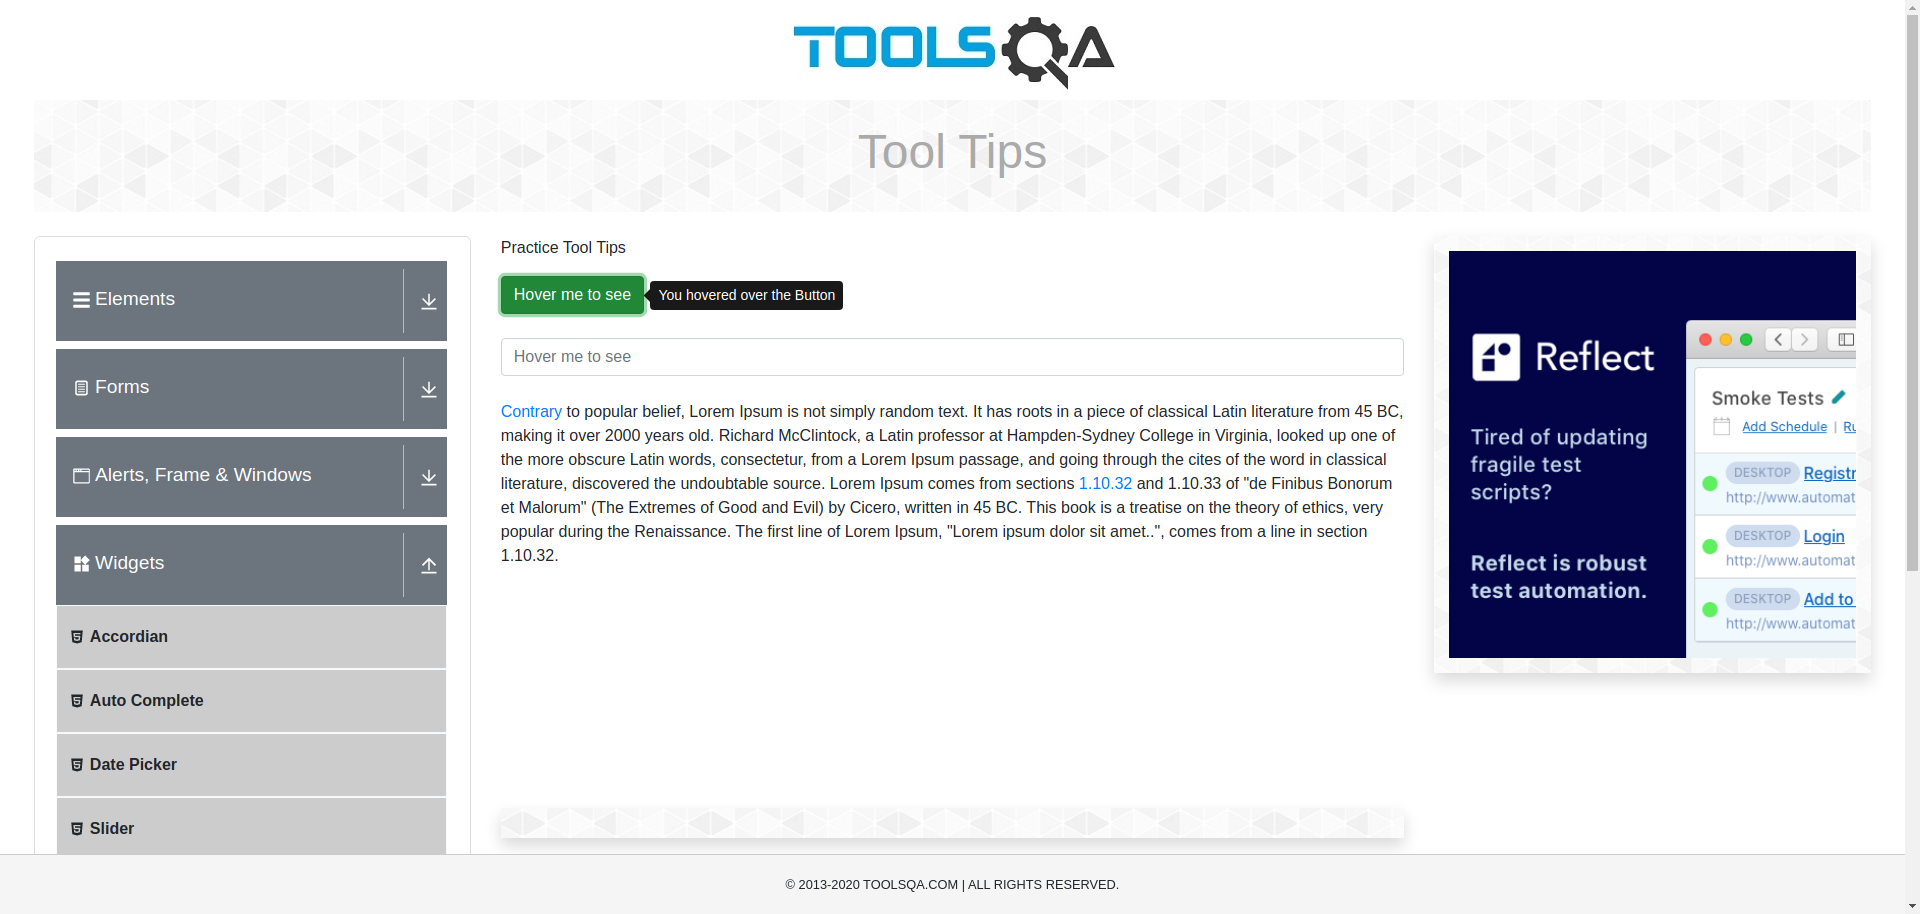 TOOLSQA
Tool Tips
Elements
Forms
Alerts, Frame & Windows
Widgets
Accordian
Auto Complete
Date Picker
Slider
Practice Tool Tips
Hover me to see
You hovered over the Button
Hover me to see
Contrary to popular belief, Lorem Ipsum is not simply random text. It has roots in a piece of classical Latin literature from 45 BC,
making it over 2000 years old. Richard McClintock, a Latin professor at Hampden-Sydney College in Virginia, looked up one of
the more obscure Latin words, consectetur, from a Lorem Ipsum passage, and going through the cites of the word in classical
literature, discovered the undoubtable source. Lorem Ipsum comes from sections 1.10.32 and 1.10.33 of "de Finibus Bonorum
et Malorum" (The Extremes of Good and Evil) by Cicero, written in 45 BC. This book is a treatise on the theory of ethics, very
popular during the Renaissance. The first line of Lorem Ipsum, "Lorem ipsum dolor sit amet..", comes from a line in section
1.10.32.
Reflect
Tired of updating
fragile test
scripts?
Reflect is robust
test automation.
Smoke Tests
Add Schedule | Ru
DESKTOP Registr
http://www.automat
DESKTOP Login
http://www.automat
DESKTOP Add to
http://www.automat
© 2013-2020 TOOLSQA.COM | ALL RIGHTS RESERVED.